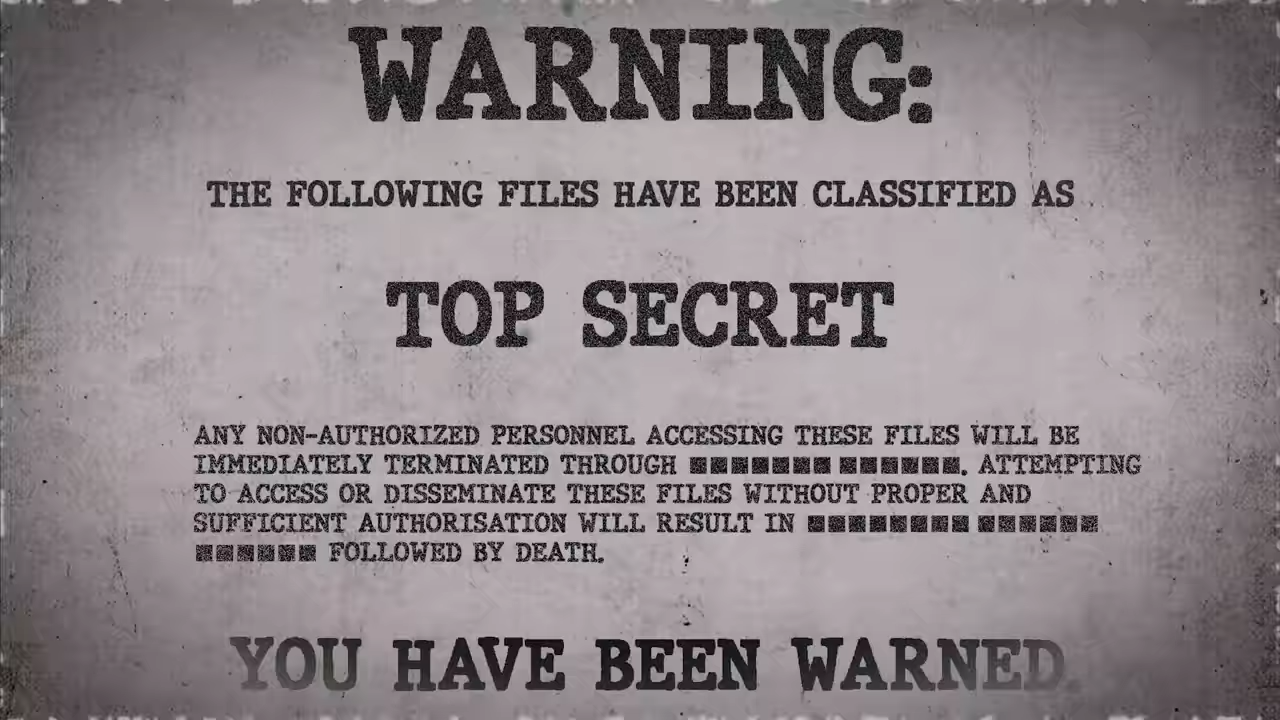 WARNING:
THE FOLLOWING FILES HAVE BEEN CLASSIFIED AS
TOP SECRET
ANY NON-AUTHORIZED PERSONNEL ACCESSING THESE FILES WILL BE
IMMEDIATELY TERMINATED THROUGH ■■■■■■■ ■■■■■■. ATTEMPTING
TO ACCESS OR DISSEMINATE THESE FILES WITHOUT PROPER AND
SUFFICIENT AUTHORISATION WILL RESULT IN ■■■■■■■■ ■■■■■■
■■■■■■ FOLLOWED BY DEATH.
YOU HAVE BEEN WARNED.